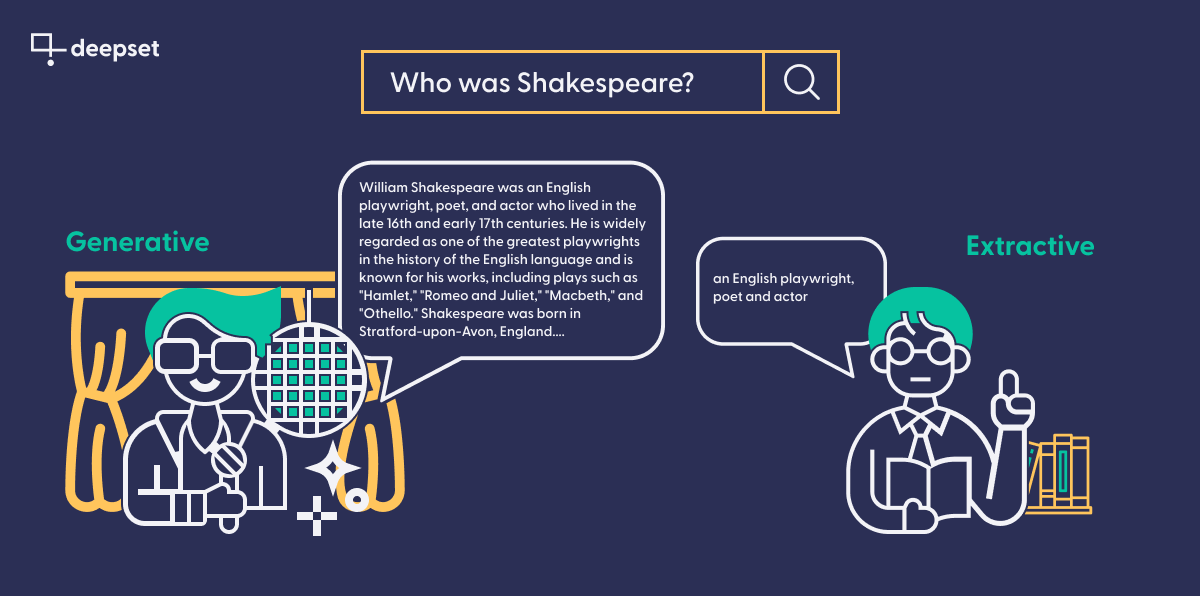 deepset
Who was Shakespeare?
Generative
William Shakespeare was an English
playwright, poet, and actor who lived in the
late 16th and early 17th centuries. He is widely
regarded as one of the greatest playwrights
in the history of the English language and is
known for his works, including plays such as
"Hamlet," "Romeo and Juliet," "Macbeth," and
"Othello." Shakespeare was born in
Stratford-upon-Avon, England....
an English playwright,
poet and actor
Extractive